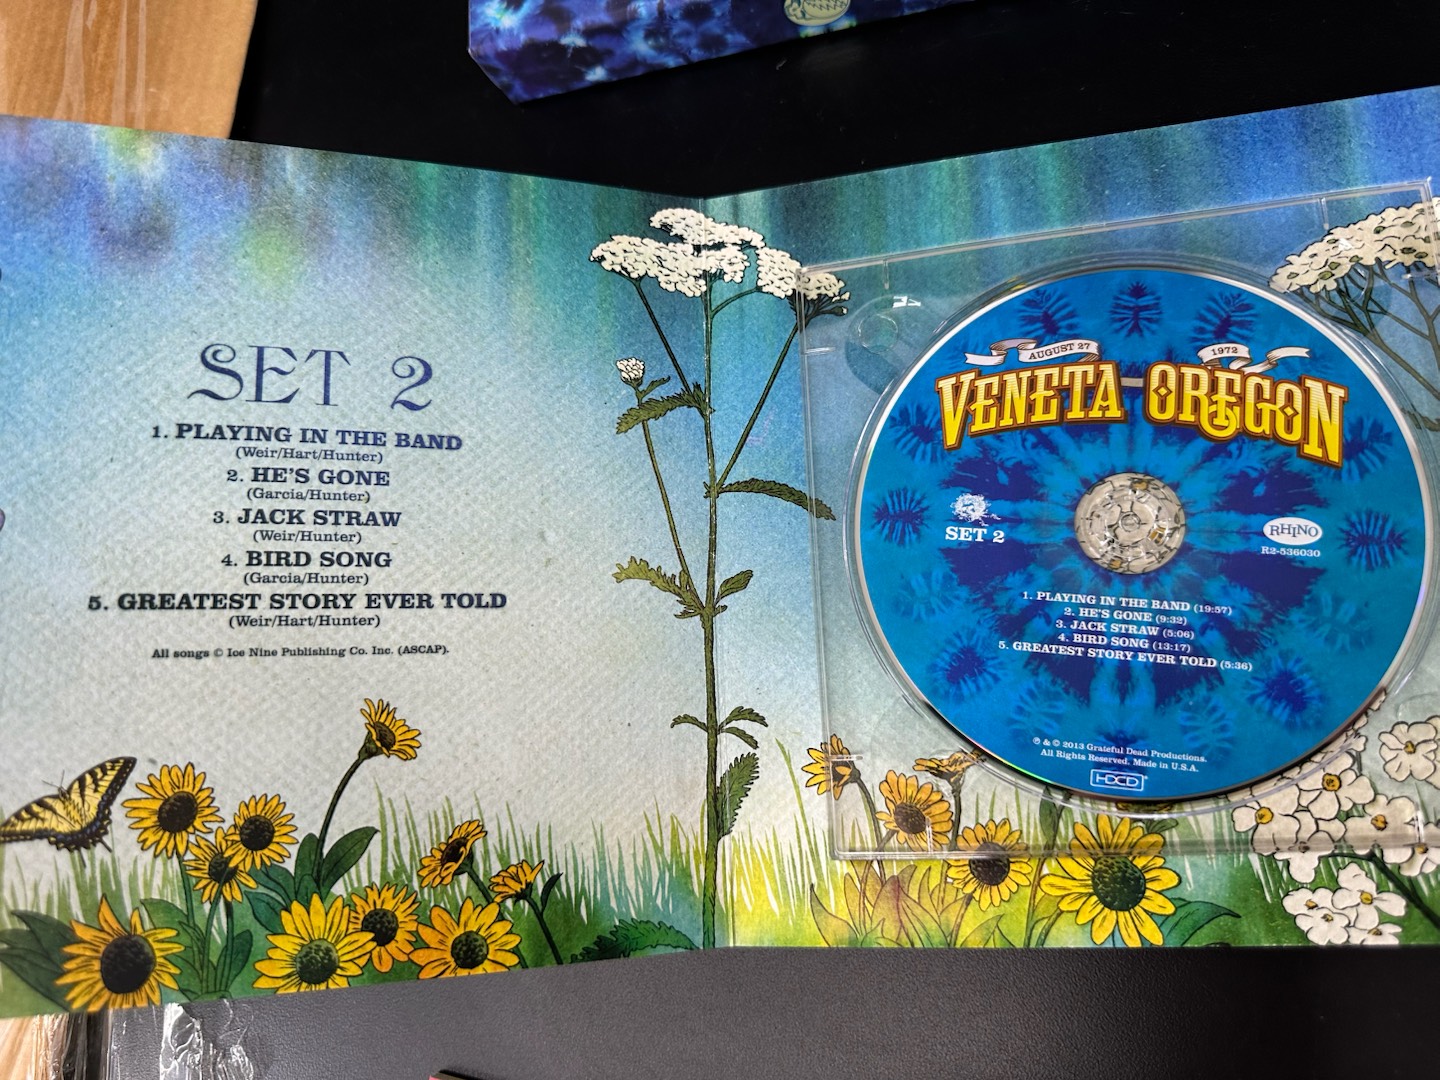 SET 2
1. PLAYING IN THE BAND
(Weir/Hart/Hunter)
2. HE'S GONE
(Garcia/Hunter)
3. JACK STRAW
(Weir/Hunter)
4. BIRD SONG
(Garcia/Hunter)
5. GREATEST STORY EVER TOLD
(Weir/Hart/Hunter)
All songs © Ice Nine Publishing Co. Inc. (ASCAP).
AUGUST 27 1972
VENETA OREGON
SET 2
RHINO
R2-536030
1. PLAYING IN THE BAND (19:57)
2. HE'S GONE (9:32)
3. JACK STRAW (5:06)
4. BIRD SONG (13:17)
5. GREATEST STORY EVER TOLD (5:36)
℗ & © 2013 Grateful Dead Productions.
All Rights Reserved. Made in U.S.A.
HDCD®